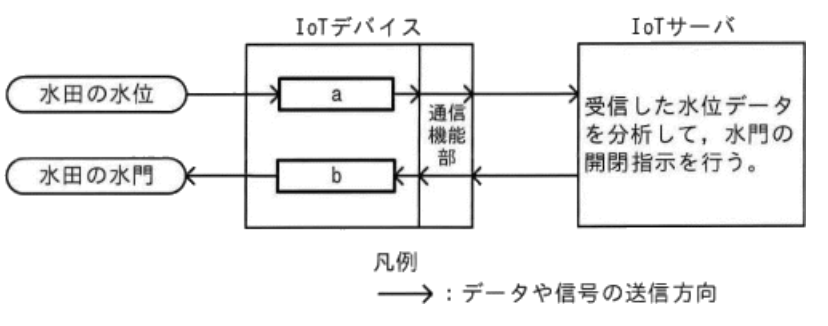 IoTデバイス
IoTサーバ
水田の水位
a
通信
機能
部
水田の水門
b
受信した水位データ
を分析して，水門の
開閉指示を行う。
凡例
：データや信号の送信方向